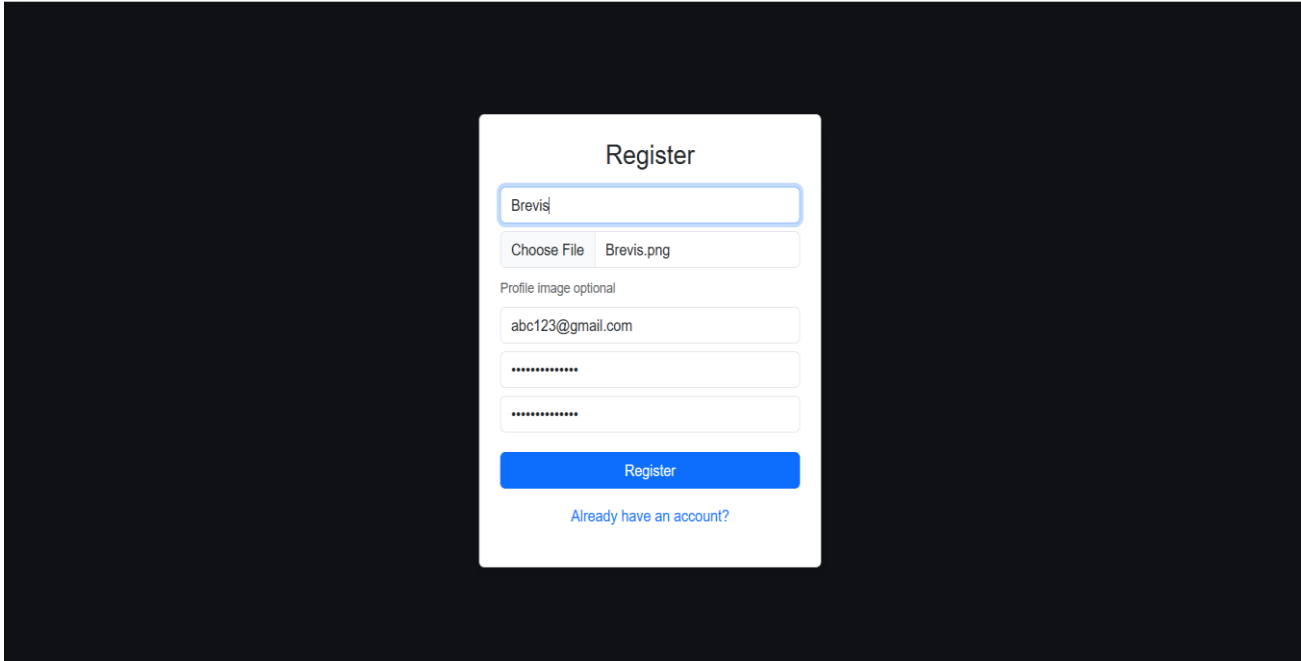 Register
Brevis
Choose File Brevis.png
Profile image optional
abc123@gmail.com
••••••••••••••
••••••••••••••
Register
Already have an account?